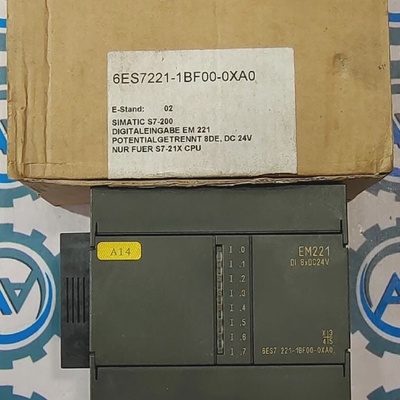 6ES7221-1BF00-0XA0
E-Stand: 02
SIMATIC S7-200
DIGITALEINGABE EM 221
POTENTIALGETRENNT 8DE, DC 24V
NUR FUER S7-21X CPU
A14
I .0
I .1
I .2
I .3
I .4
I .5
I .6
I .7
EM221
DI 8xDC24V
6ES7 221-1BF00-0XA0